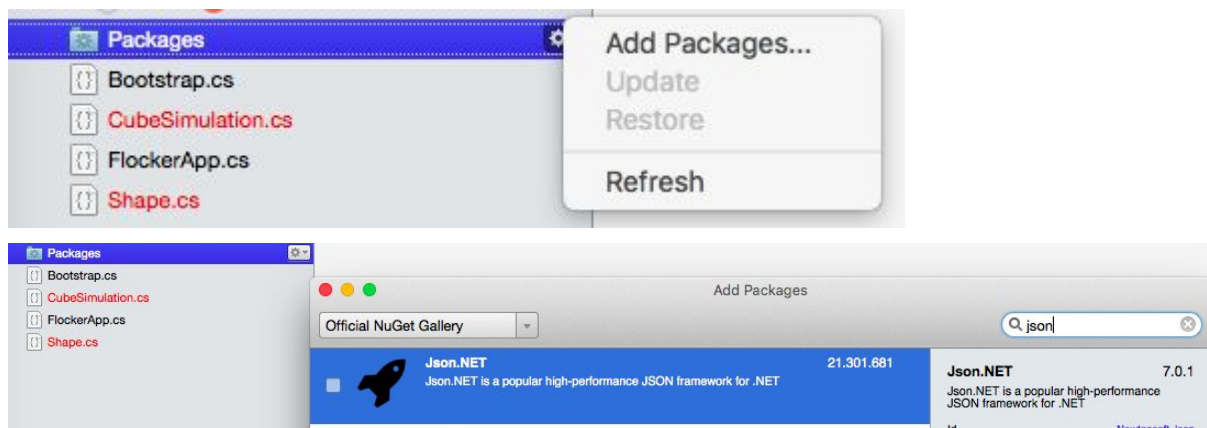 Packages
Add Packages...
Bootstrap.cs
Update
CubeSimulation.cs
Restore
FlockerApp.cs
Shape.cs
Refresh
Packages
Bootstrap.cs
CubeSimulation.cs
FlockerApp.cs
Shape.cs
Add Packages
Official NuGet Gallery
json
Json.NET 21.301.681
Json.NET is a popular high-performance JSON framework for .NET
Json.NET 7.0.1
Json.NET is a popular high-performance
JSON framework for .NET